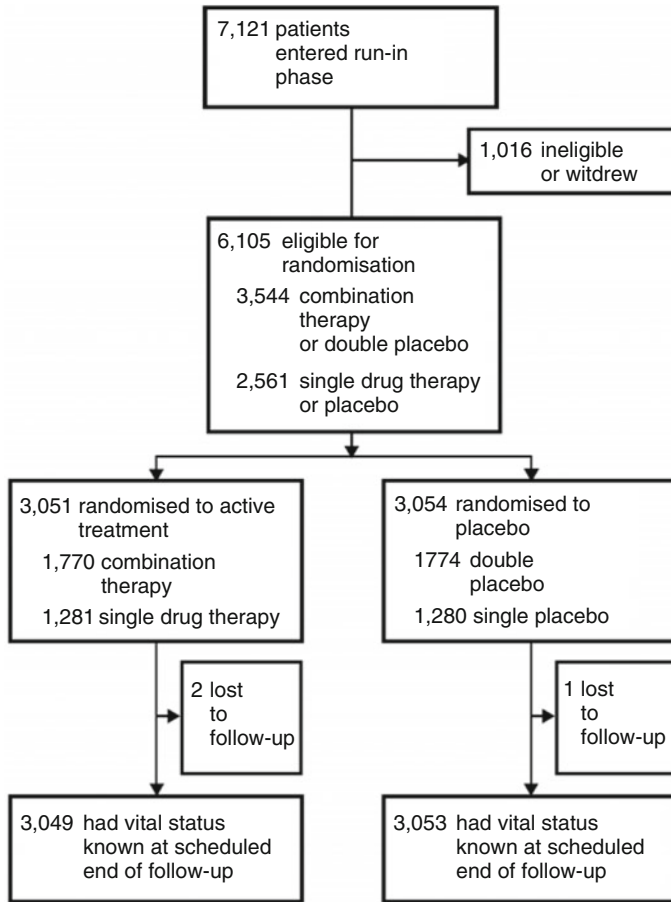 7,121 patients
entered run-in
phase
1,016 ineligible
or witdrew
6,105 eligible for
randomisation
3,544 combination
therapy
or double placebo
2,561 single drug therapy
or placebo
3,051 randomised to active
treatment
1,770 combination
therapy
1,281 single drug therapy
3,054 randomised to
placebo
1774 double
placebo
1,280 single placebo
2 lost
to
follow-up
1 lost
to
follow-up
3,049 had vital status
known at scheduled
end of follow-up
3,053 had vital status
known at scheduled
end of follow-up